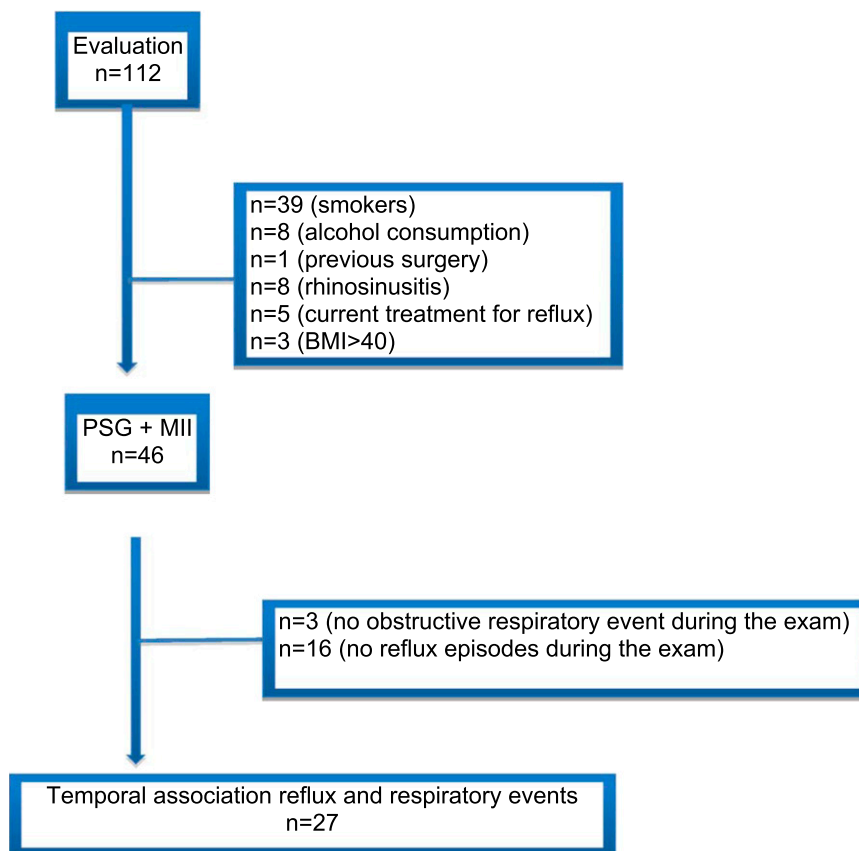 Evaluation
n=112
n=39 (smokers)
n=8 (alcohol consumption)
n=1 (previous surgery)
n=8 (rhinosinusitis)
n=5 (current treatment for reflux)
n=3 (BMI>40)
PSG + MII
n=46
n=3 (no obstructive respiratory event during the exam)
n=16 (no reflux episodes during the exam)
Temporal association reflux and respiratory events
n=27